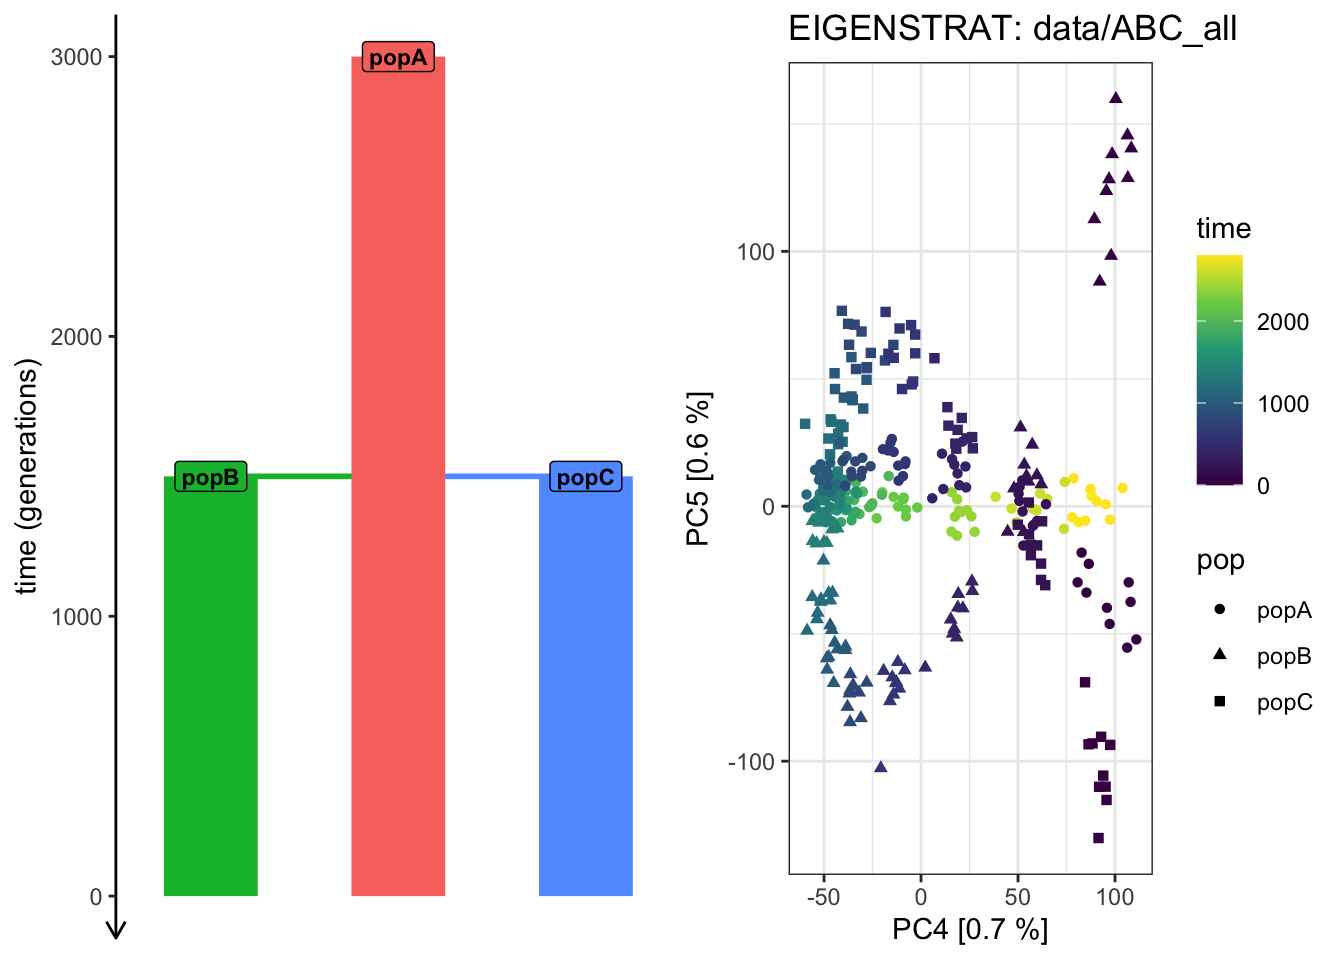 time (generations)
3000
2000
1000
0
popA
popB
popC
EIGENSTRAT: data/ABC_all
PC5 [0.6 %]
100
0
-100
-50
0
50
100
PC4 [0.7 %]
time
2000
1000
0
pop
popA
popB
popC